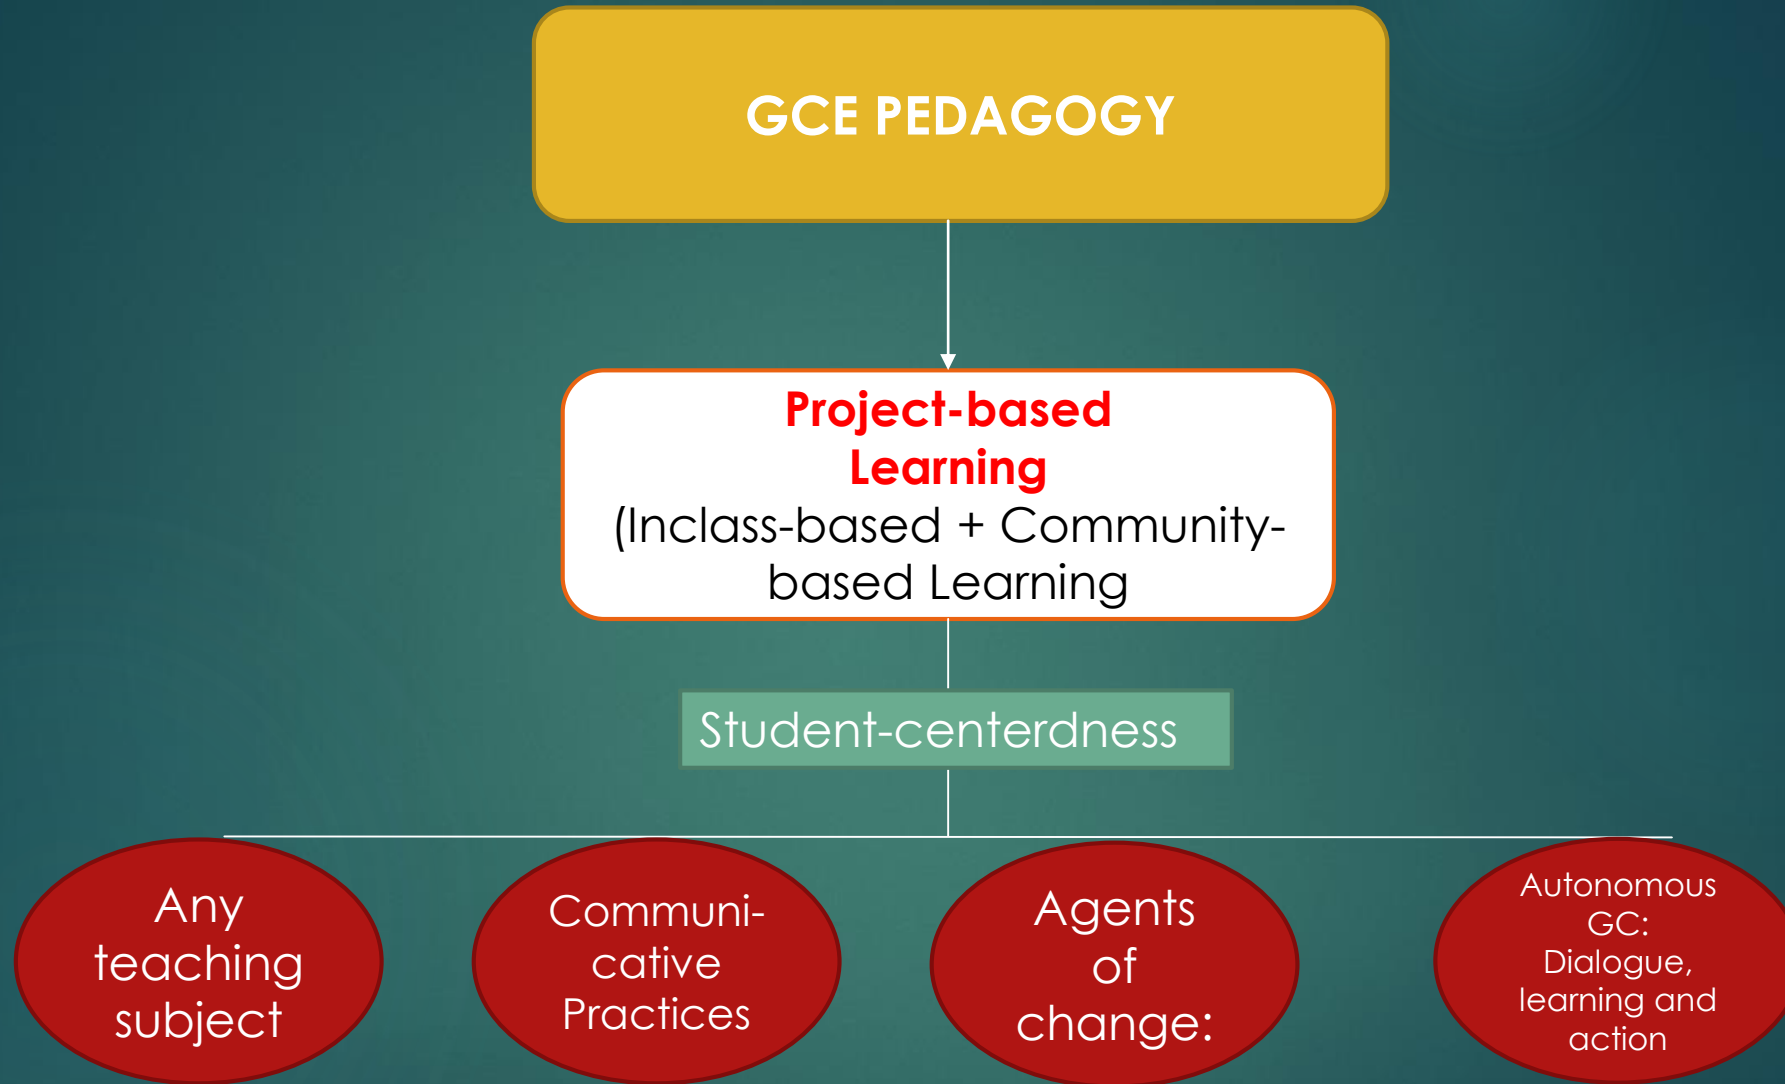 GCE PEDAGOGY
Project-based
Learning
(Inclass-based + Community-
based Learning
Student-centerdness
Any
teaching
subject
Communi-
cative
Practices
Agents
of
change:
Autonomous
GC:
Dialogue,
learning and
action